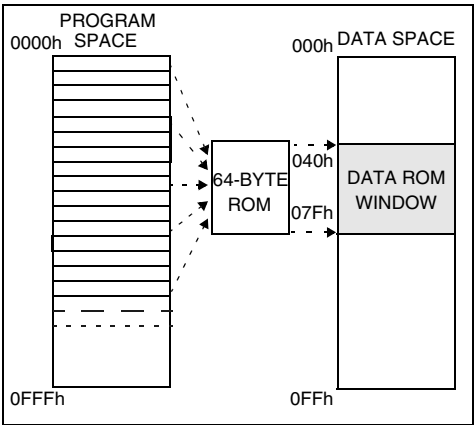 PROGRAM
SPACE
0000h
0FFFh
64-BYTE
ROM
DATA SPACE
000h
040h
07Fh
DATA ROM
WINDOW
0FFh